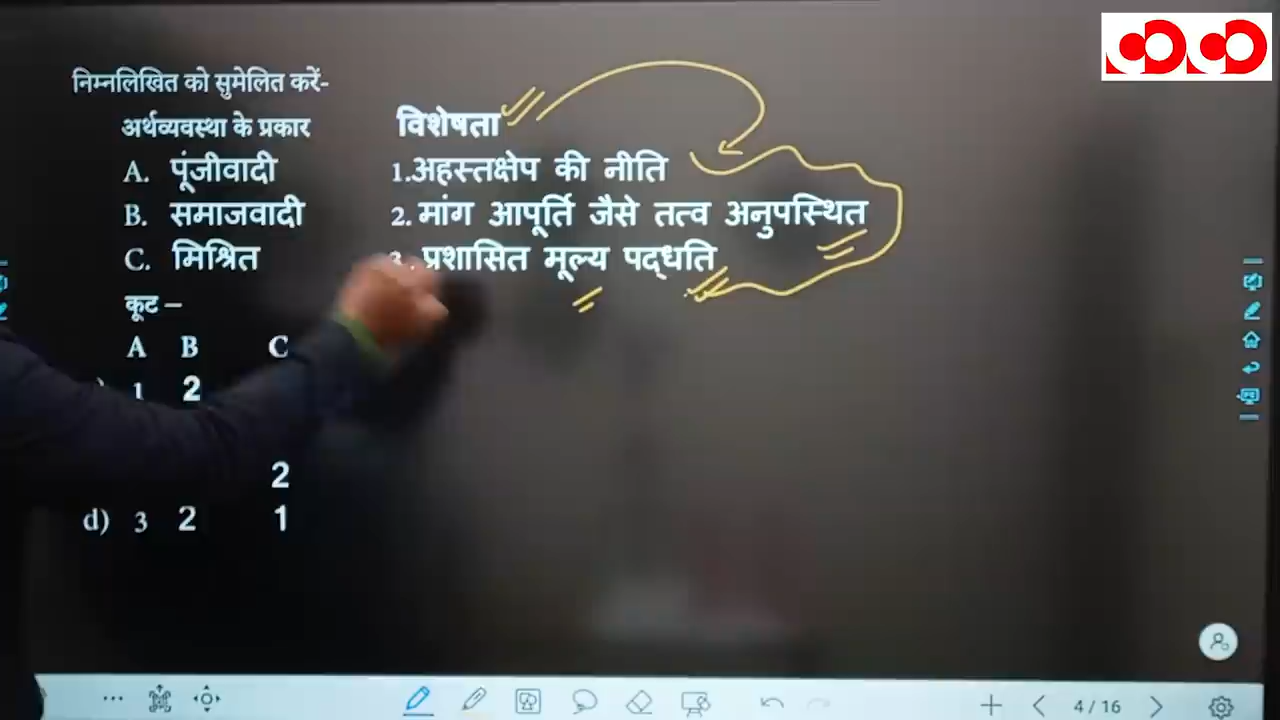 निम्नलिखित को सुमेलित करें-
अर्थव्यवस्था के प्रकार विशेषता
A. पूंजीवादी 1.अहस्तक्षेप की नीति
B. समाजवादी 2. मांग आपूर्ति जैसे तत्व अनुपस्थित
C. मिश्रित 3. प्रशासित मूल्य पद्धति
कूट –
A B C
1 2
2
d) 3 2 1
4 / 16